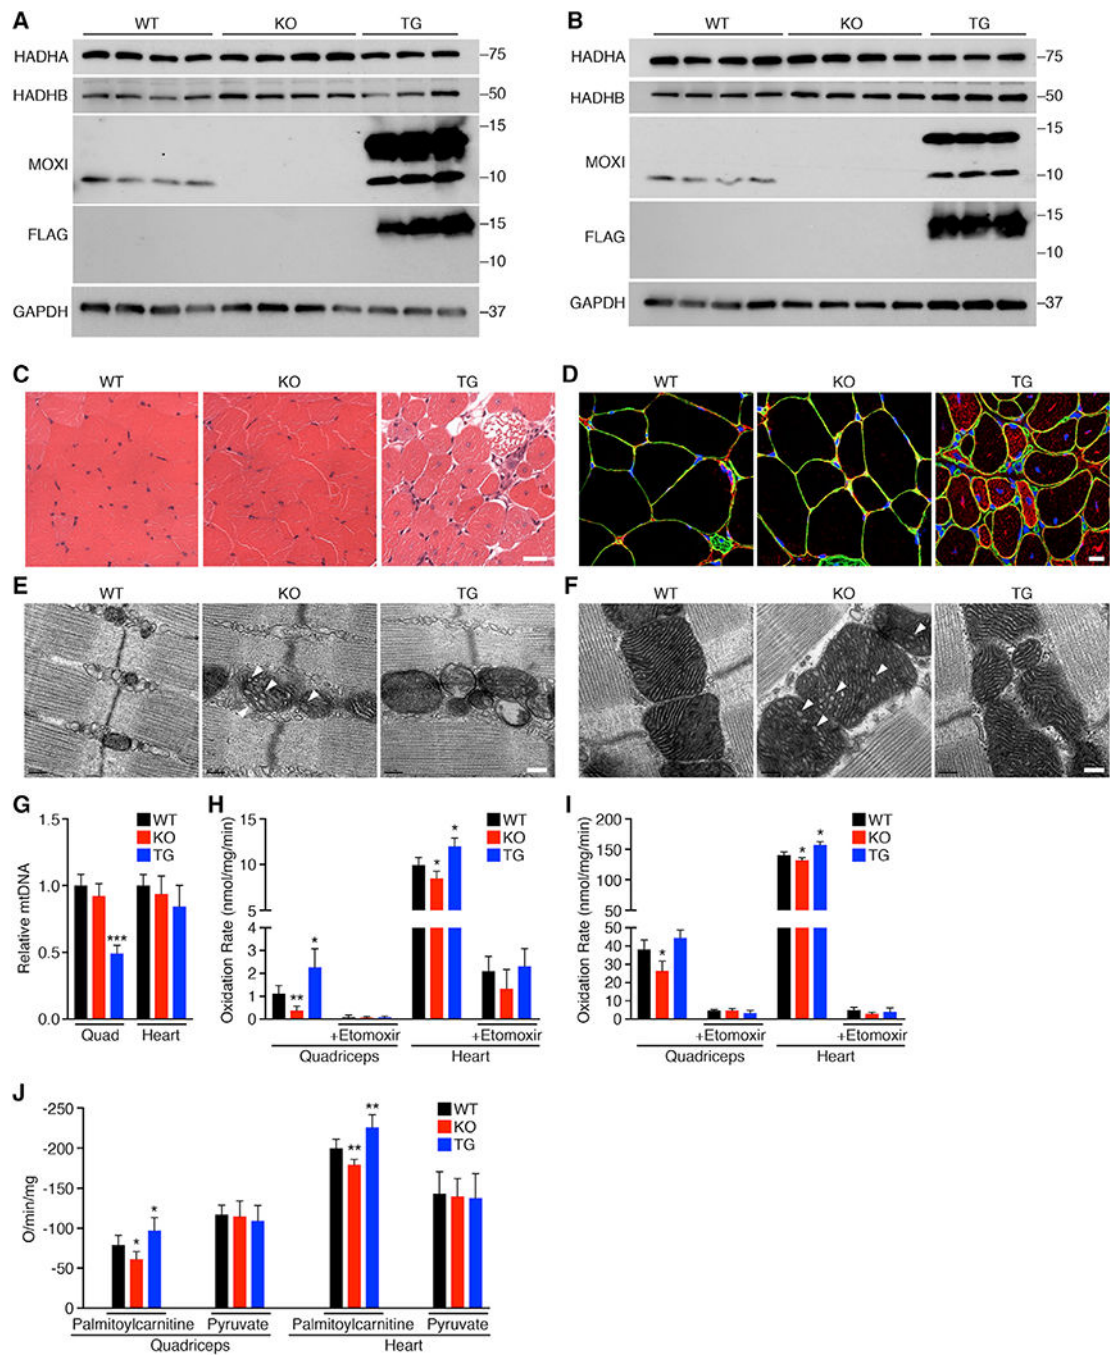 A
WT KO TG
HADHA –75
HADHB –50
–15
MOXI –10
FLAG –15
–10
GAPDH –37
B
WT KO TG
HADHA –75
HADHB –50
–15
MOXI –10
–15
FLAG –10
GAPDH –37
C WT KO TG
D WT KO TG
E WT KO TG
F WT KO TG
G
Relative mtDNA
1.5
1.0
0.5
0.0
WT
KO
TG
***
Quad Heart
H
Oxidation Rate (nmol/mg/min)
15
10
5
4
3
2
1
0
WT
KO
TG
** * * *
+Etomoxir +Etomoxir
Quadriceps Heart
I
Oxidation Rate (nmol/mg/min)
200
150
100
50
50
40
30
20
10
0
WT
KO
TG
* * *
+Etomoxir +Etomoxir
Quadriceps Heart
J
O/min/mg
-250
-200
-150
-100
-50
0
WT
KO
TG
* * ** **
Palmitoylcarnitine Pyruvate Palmitoylcarnitine Pyruvate
Quadriceps Heart